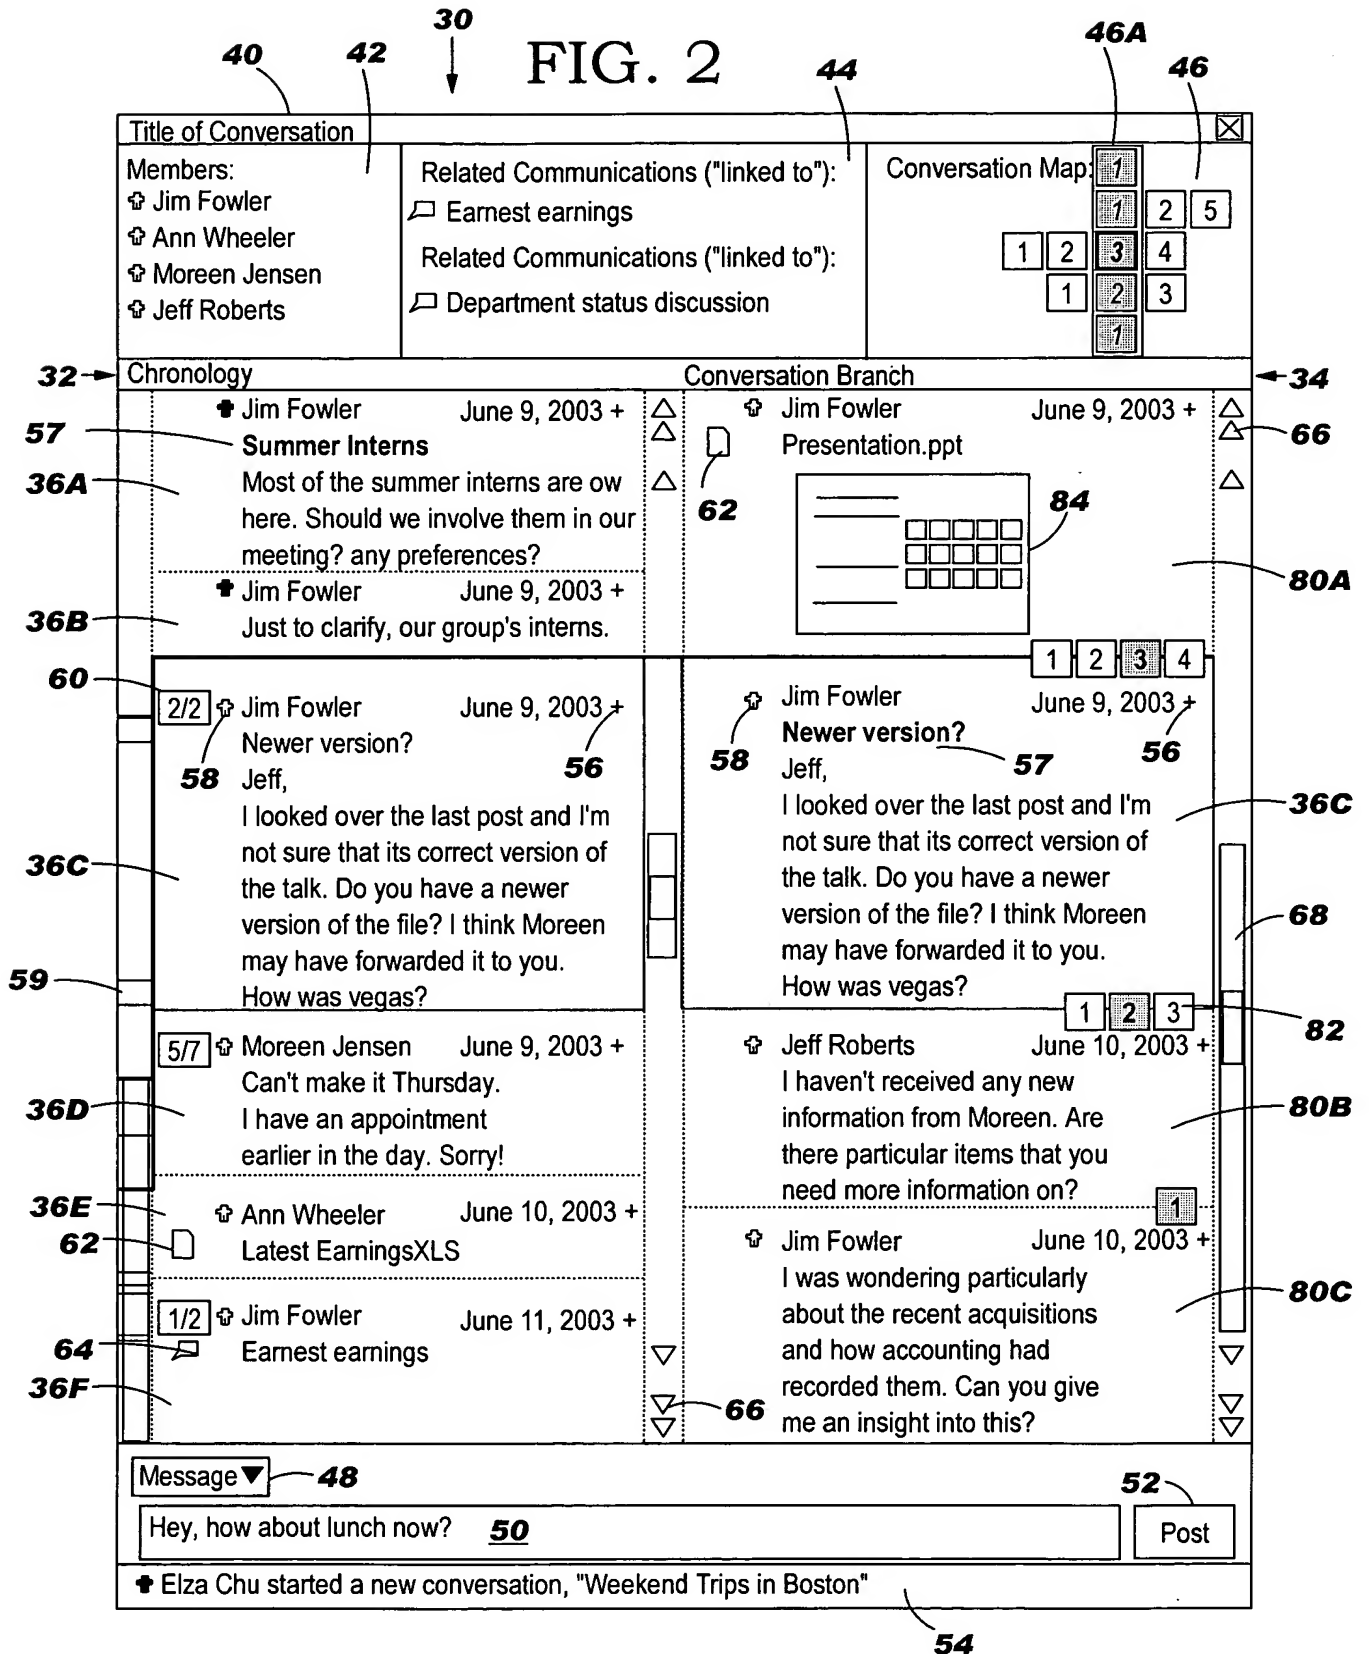 30
FIG. 2
46A
40
42
44
46
Title of Conversation
Members:
Jim Fowler
Ann Wheeler
Moreen Jensen
Jeff Roberts
Related Communications ("linked to"):
Earnest earnings
Related Communications ("linked to"):
Department status discussion
Conversation Map:
1
1 2 5
1 2 3 4
1 2 3
1
32
Chronology
57
36A
Jim Fowler June 9, 2003 +
Summer Interns
Most of the summer interns are ow
here. Should we involve them in our
meeting? any preferences?
36B
Jim Fowler June 9, 2003 +
Just to clarify, our group's interns.
60
2/2 Jim Fowler June 9, 2003 +
58
56
Newer version?
Jeff,
I looked over the last post and I'm
not sure that its correct version of
the talk. Do you have a newer
version of the file? I think Moreen
may have forwarded it to you.
How was vegas?
36C
59
5/7 Moreen Jensen June 9, 2003 +
Can't make it Thursday.
I have an appointment
earlier in the day. Sorry!
36D
36E
Ann Wheeler June 10, 2003 +
62
Latest EarningsXLS
1/2 Jim Fowler June 11, 2003 +
64
Earnest earnings
36F
66
Conversation Branch
34
Jim Fowler June 9, 2003 +
66
Presentation.ppt
62
84
80A
1 2 3 4
Jim Fowler June 9, 2003 +
58
56
Newer version?
57
Jeff,
I looked over the last post and I'm
not sure that its correct version of
the talk. Do you have a newer
version of the file? I think Moreen
may have forwarded it to you.
How was vegas?
36C
68
1 2 3
82
Jeff Roberts June 10, 2003 +
I haven't received any new
information from Moreen. Are
there particular items that you
need more information on?
80B
1
Jim Fowler June 10, 2003 +
I was wondering particularly
about the recent acquisitions
and how accounting had
recorded them. Can you give
me an insight into this?
80C
Message
48
52
Hey, how about lunch now? 50
Post
Elza Chu started a new conversation, "Weekend Trips in Boston"
54